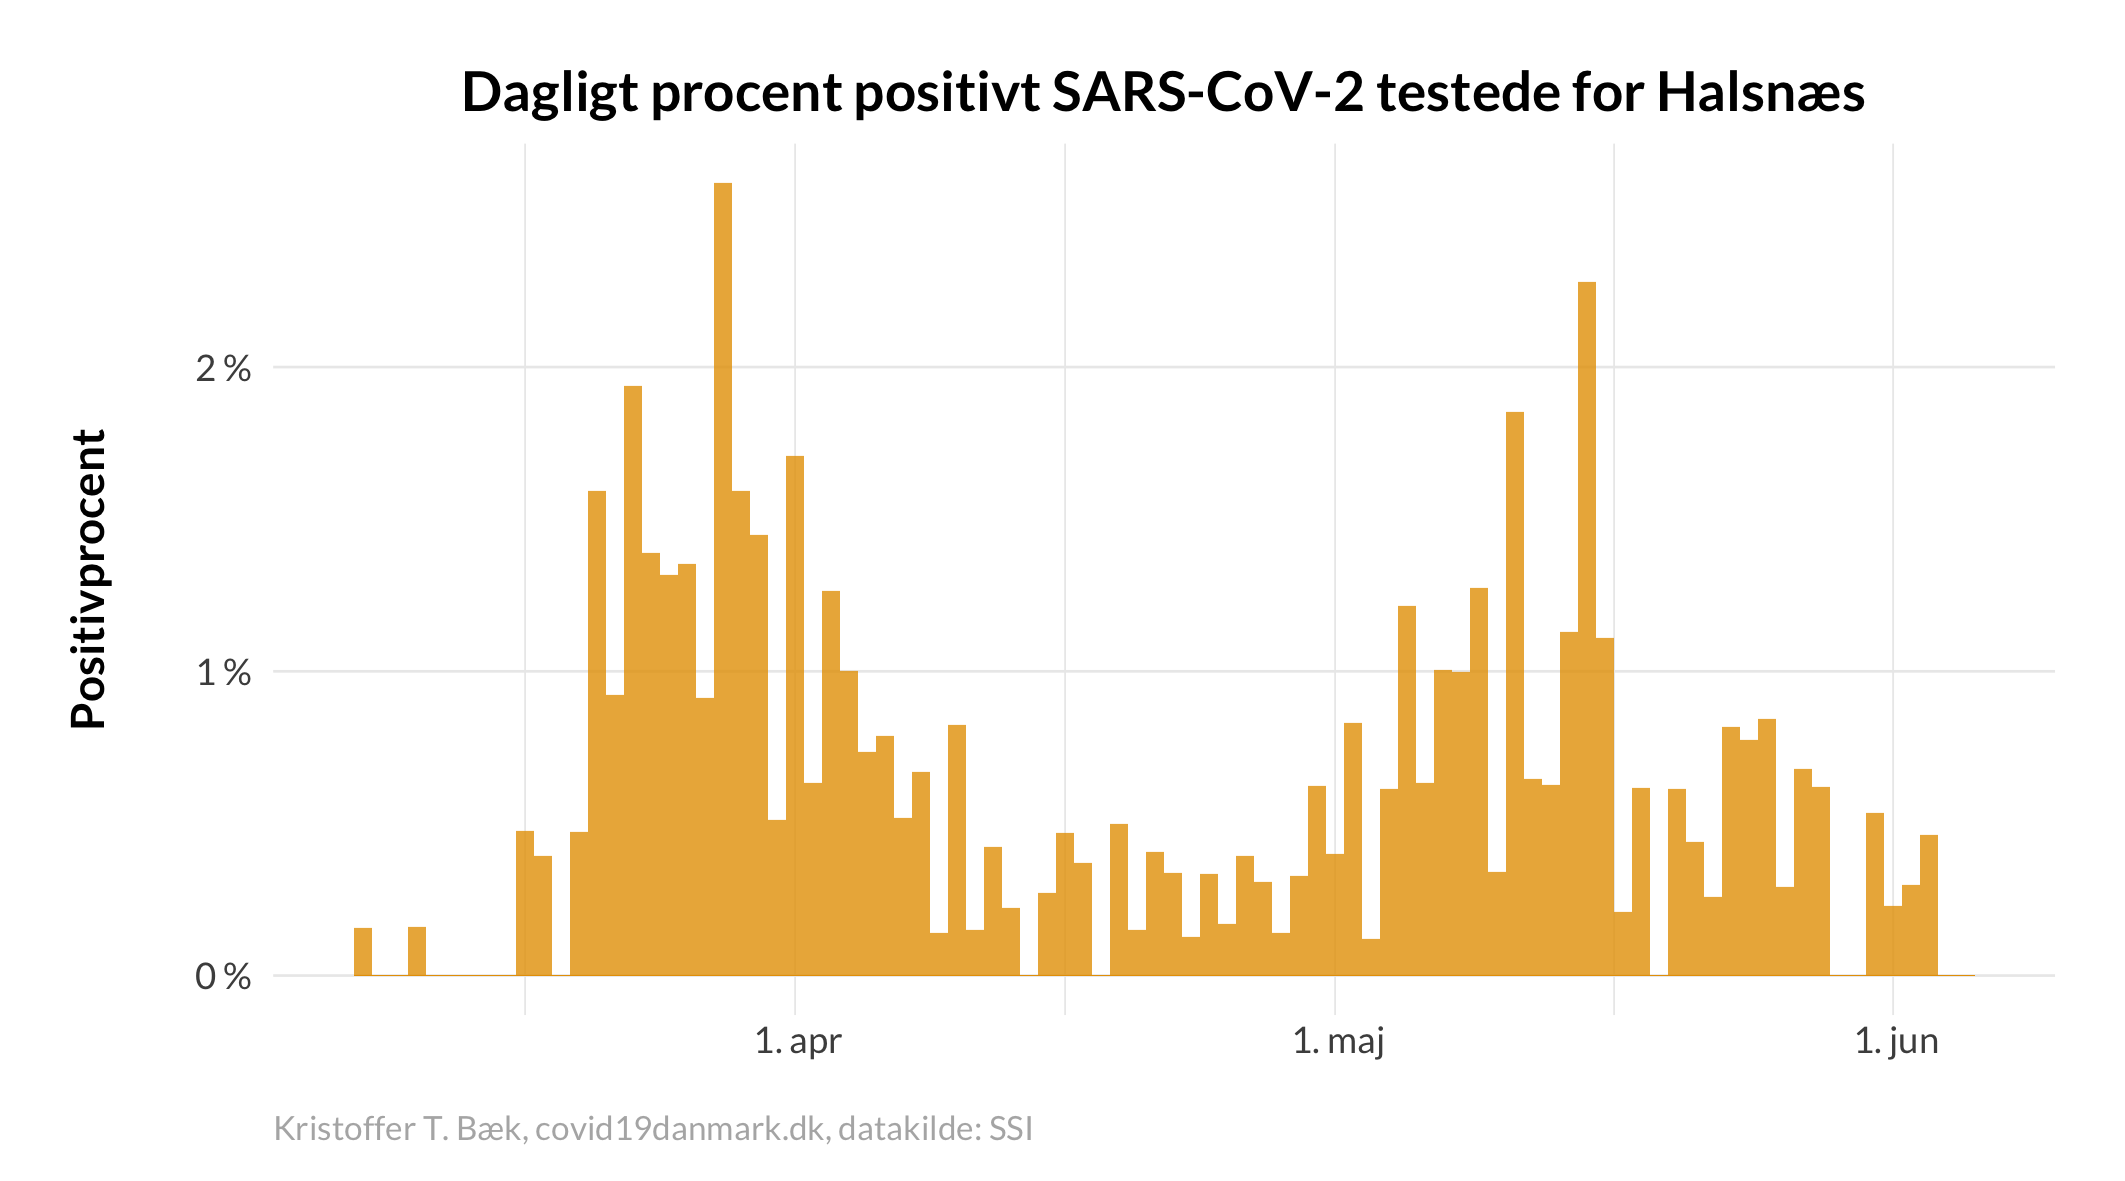 Dagligt procent positivt SARS-CoV-2 testede for Halsnæs
Positivprocent
2 %
1 %
0 %
1. apr
1. maj
1. jun
Kristoffer T. Bæk, covid19danmark.dk, datakilde: SSI